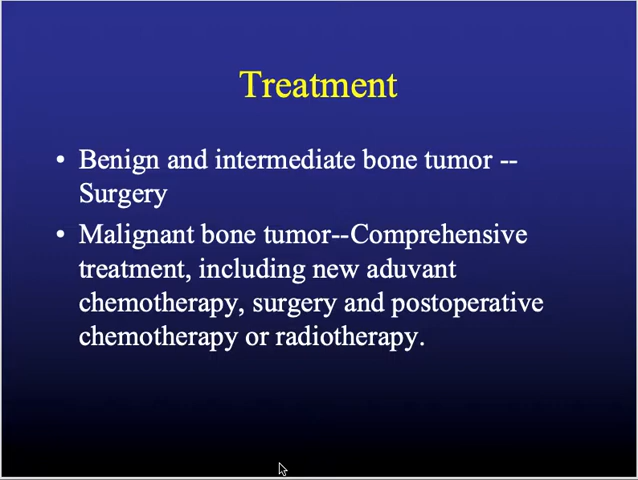 Treatment
• Benign and intermediate bone tumor --
Surgery
• Malignant bone tumor--Comprehensive
treatment, including new aduvant
chemotherapy, surgery and postoperative
chemotherapy or radiotherapy.